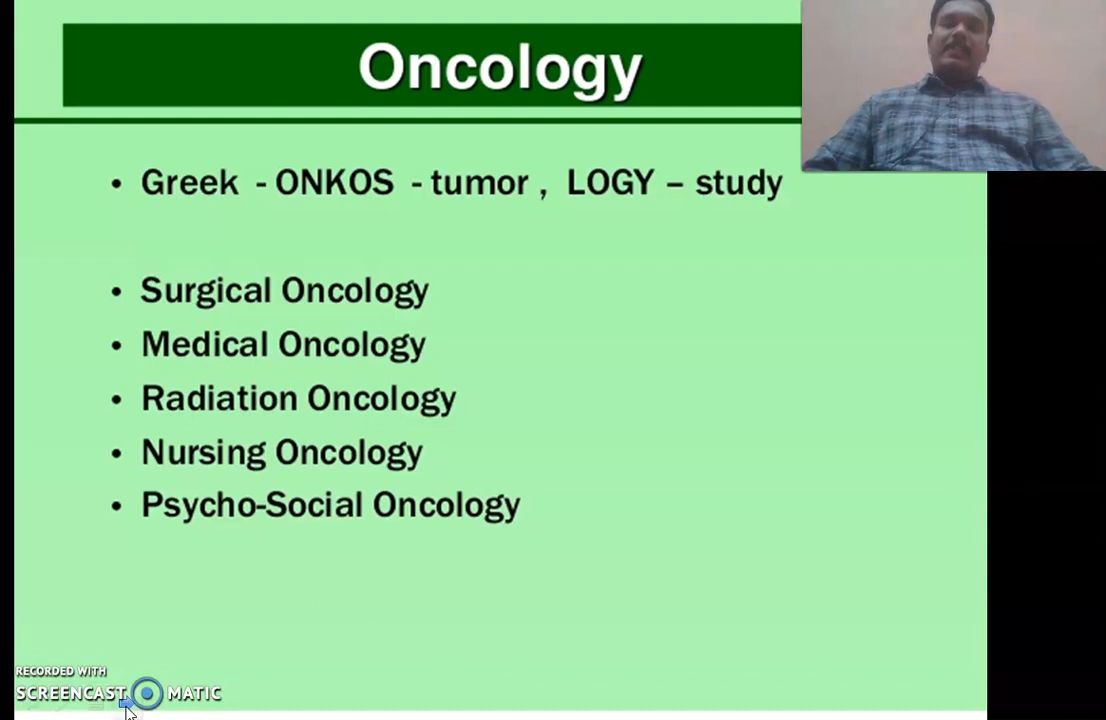 Oncology
• Greek - ONKOS - tumor , LOGY – study
• Surgical Oncology
• Medical Oncology
• Radiation Oncology
• Nursing Oncology
• Psycho-Social Oncology
RECORDED WITH
SCREENCAST MATIC